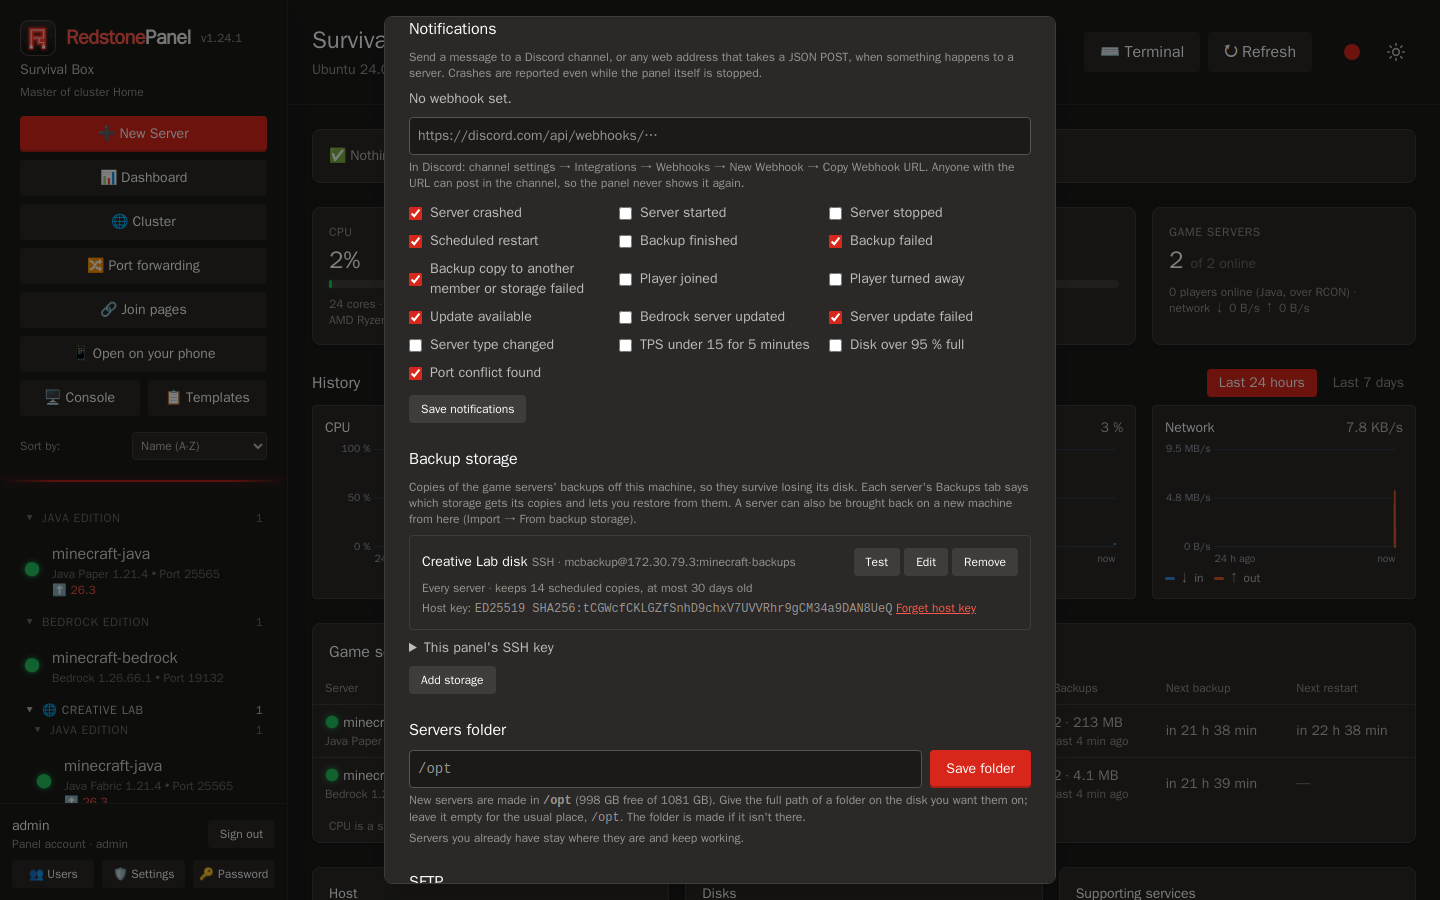 RedstonePanel v1.24.1
Survival Box
Master of cluster Home
➕ New Server
📊 Dashboard
🌐 Cluster
🔀 Port forwarding
🔗 Join pages
📱 Open on your phone
🖥️ Console
📋 Templates
Sort by:
Name (A-Z)
▼ JAVA EDITION 1
minecraft-java
Java Paper 1.21.4 • Port 25565
⬆️ 26.3
▼ BEDROCK EDITION 1
minecraft-bedrock
Bedrock 1.26.66.1 • Port 19132
▼ 🌐 CREATIVE LAB 1
▼ JAVA EDITION 1
minecraft-java
Java Fabric 1.21.4 • Port 25565
⬆️ 26.3
admin
Panel account · admin
Sign out
👥 Users
🛡️ Settings
🔑 Password
Ubuntu 24.0
⌨️ Terminal
↻ Refresh
CPU
2%
24 cores ·
GAME SERVERS
2 of 2 online
0 players online (Java, over RCON) ·
network ↓ 0 B/s ↑ 0 B/s
History
Last 24 hours
Last 7 days
CPU
3 %
100 %
50 %
0 %
Network 7.8 KB/s
9.5 MB/s
4.8 MB/s
0 B/s
24 h ago
now
now
↓ in ↑ out
Server
Backups
Next backup
Next restart
Java Paper
2 · 213 MB
last 4 min ago
in 21 h 38 min
in 22 h 38 min
2 · 4.1 MB
last 4 min ago
in 21 h 39 min
—
Host
Disks
Supporting services
Notifications
Send a message to a Discord channel, or any web address that takes a JSON POST, when something happens to a
server. Crashes are reported even while the panel itself is stopped.
No webhook set.
https://discord.com/api/webhooks/…
In Discord: channel settings → Integrations → Webhooks → New Webhook → Copy Webhook URL. Anyone with the
URL can post in the channel, so the panel never shows it again.
Server crashed
Server started
Server stopped
Scheduled restart
Backup finished
Backup failed
Backup copy to another
member or storage failed
Player joined
Player turned away
Update available
Bedrock server updated
Server update failed
Server type changed
TPS under 15 for 5 minutes
Disk over 95 % full
Port conflict found
Save notifications
Backup storage
Copies of the game servers' backups off this machine, so they survive losing its disk. Each server's Backups tab says
which storage gets its copies and lets you restore from them. A server can also be brought back on a new machine
from here (Import → From backup storage).
Creative Lab disk SSH · mcbackup@172.30.79.3:minecraft-backups
Test
Edit
Remove
Every server · keeps 14 scheduled copies, at most 30 days old
Host key: ED25519 SHA256:tCGWcfCKLGZfSnhD9chxV7UVVRhr9gCM34a9DAN8UeQ Forget host key
▶ This panel's SSH key
Add storage
Servers folder
/opt
Save folder
New servers are made in /opt (998 GB free of 1081 GB). Give the full path of a folder on the disk you want them on;
leave it empty for the usual place, /opt. The folder is made if it isn't there.
Servers you already have stay where they are and keep working.
SFTP